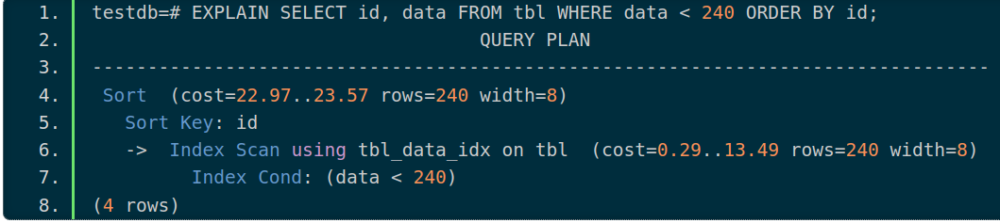 1. testdb=# EXPLAIN SELECT id, data FROM tbl WHERE data < 240 ORDER BY id;
2.                                    QUERY PLAN
3. ---------------------------------------------------------------------------------
4.  Sort  (cost=22.97..23.57 rows=240 width=8)
5.    Sort Key: id
6.    ->  Index Scan using tbl_data_idx on tbl  (cost=0.29..13.49 rows=240 width=8)
7.          Index Cond: (data < 240)
8. (4 rows)